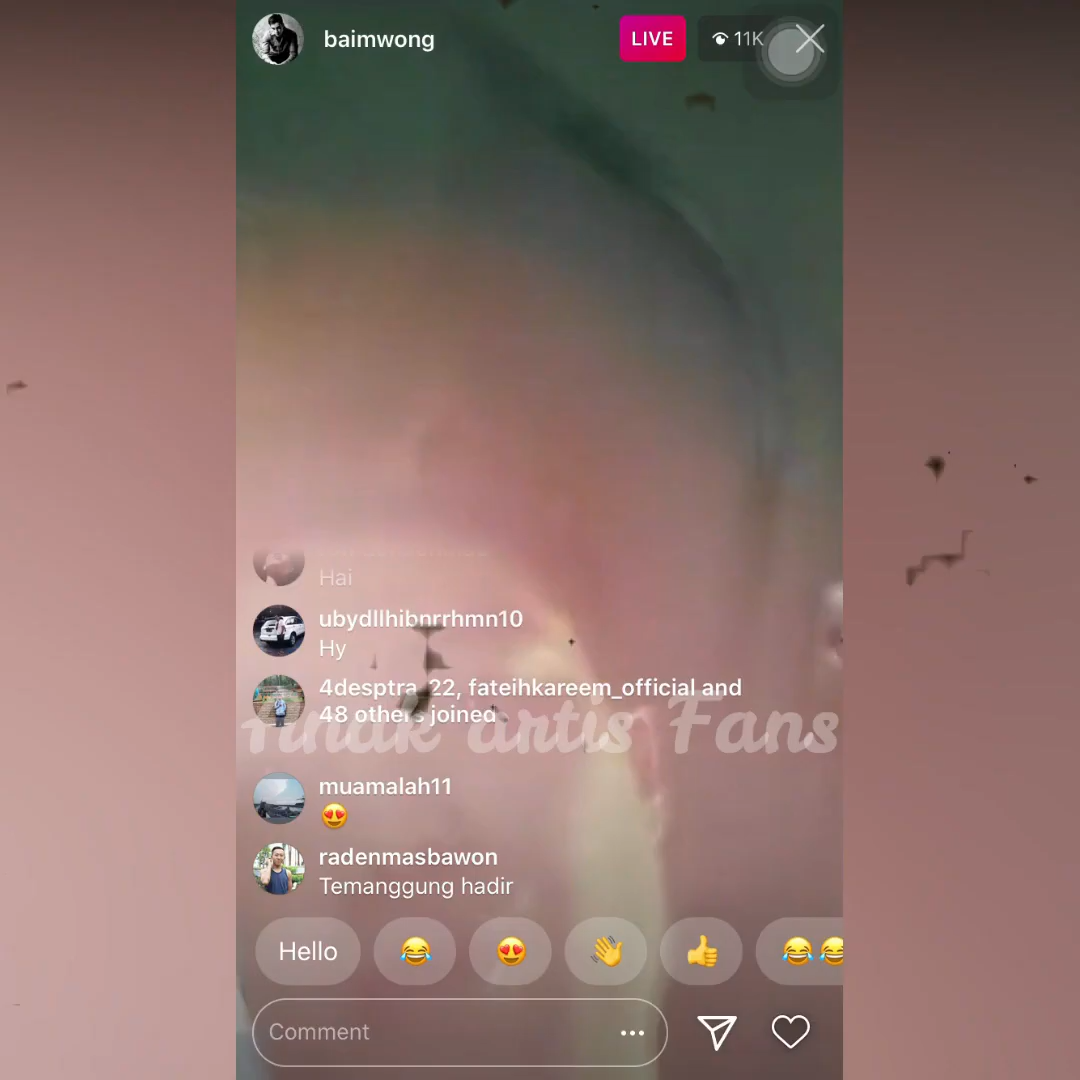 baimwong
LIVE
11K
Hai
ubydllhibnrrhmn10
Hy
4desptra_22, fateihkareem_official and
48 others joined
Anak artis Fans
muamalah11
😍
radenmasbawon
Temanggung hadir
Hello 😂 😍 👋 👍 😂😂
Comment